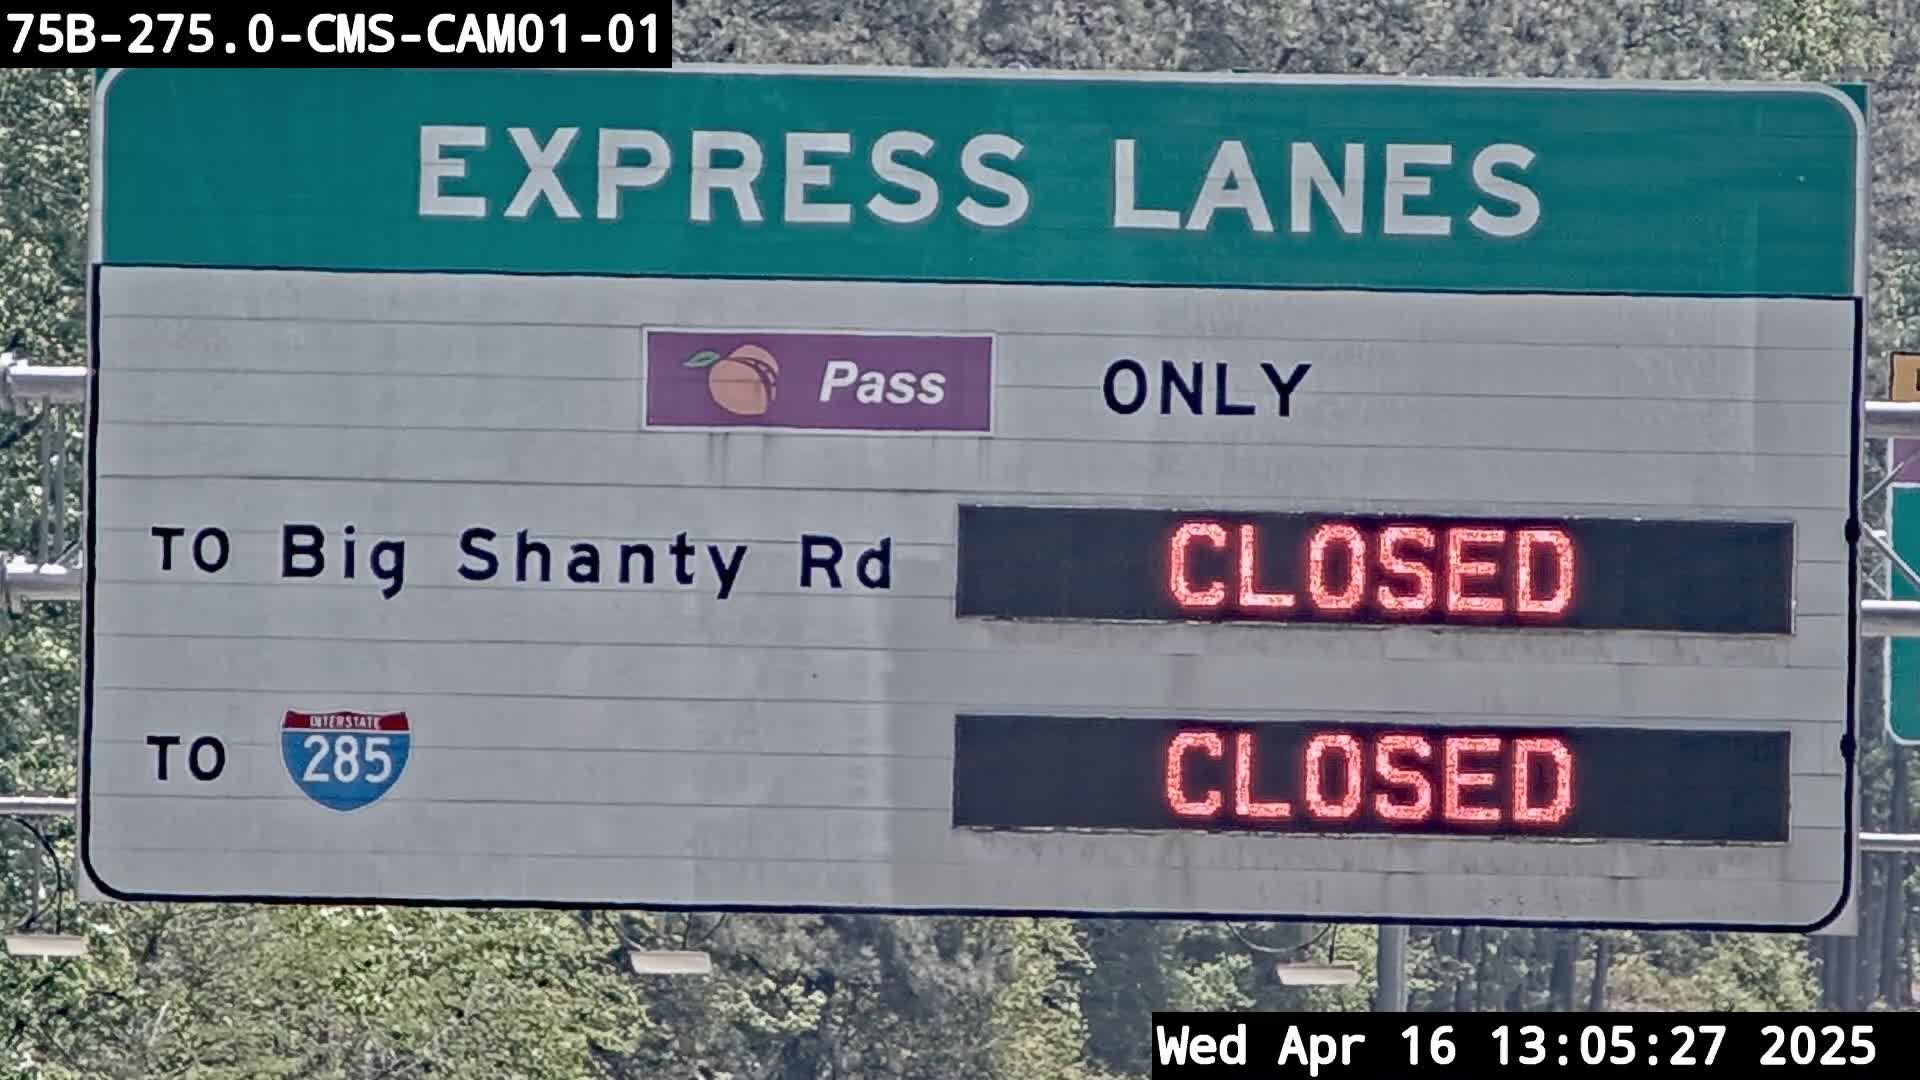 75B-275.0-CMS-CAM01-01
EXPRESS LANES
Pass ONLY
TO Big Shanty Rd CLOSED
TO INTERSTATE 285 CLOSED
Wed Apr 16 13:05:27 2025